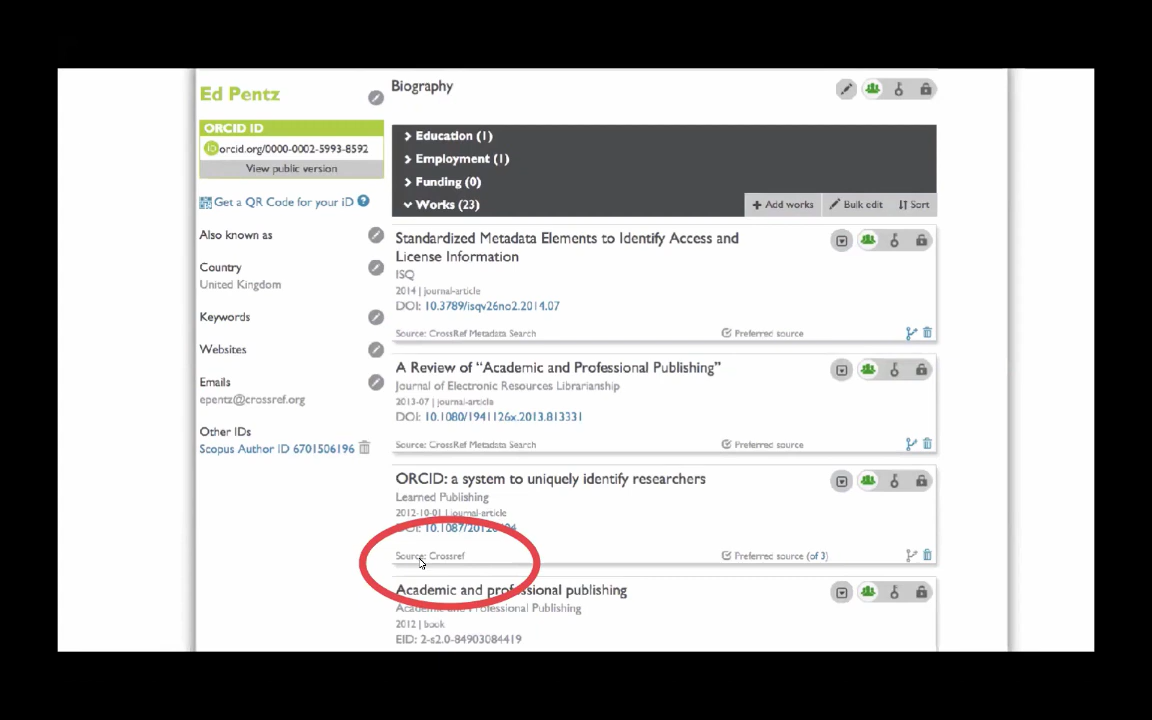 Ed Pentz
ORCID ID
orcid.org/0000-0002-5993-8592
View public version
Get a QR Code for your iD ?
Also known as
Country
United Kingdom
Keywords
Websites
Emails
epentz@crossref.org
Other IDs
Scopus Author ID 6701506196
Biography
Education (1)
Employment (1)
Funding (0)
Works (23)
Add works
Bulk edit
Sort
Standardized Metadata Elements to Identify Access and
License Information
ISQ
2014 | journal-article
DOI: 10.3789/isqv26no2.2014.07
Source: CrossRef Metadata Search
Preferred source
A Review of “Academic and Professional Publishing”
Journal of Electronic Resources Librarianship
2013-07 | journal-article
DOI: 10.1080/1941126x.2013.813331
Source: CrossRef Metadata Search
Preferred source
ORCID: a system to uniquely identify researchers
Learned Publishing
2012-10-01 | journal-article
DOI:
Source: Crossref
Preferred source (of 3)
Academic and professional publishing
Academic and Professional Publishing
2012 | book
EID: 2-s2.0-84903084419